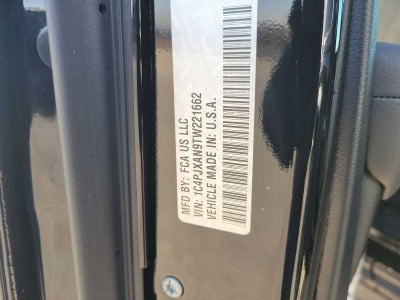 MFD BY: FCA US LLC
VIN: 1C4PJXAN9TW221662
VEHICLE MADE IN: U.S.A.